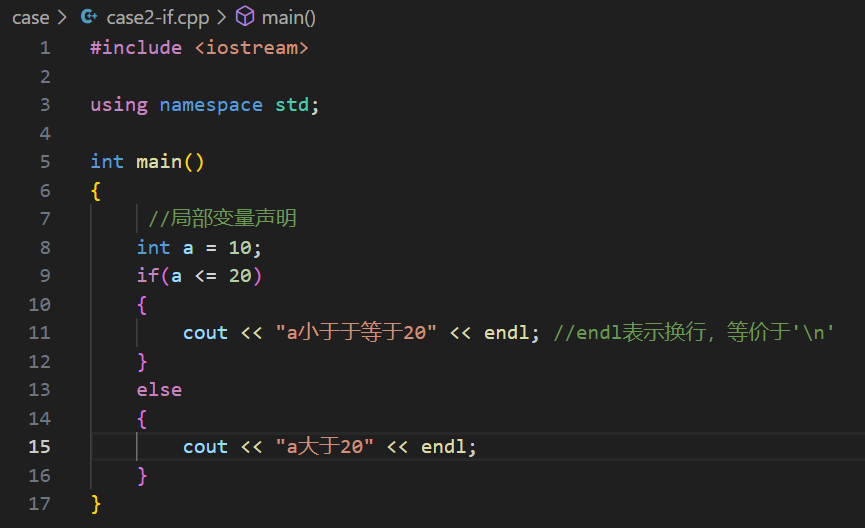 case > case2-if.cpp > main()
1 #include <iostream>
2
3 using namespace std;
4
5 int main()
6 {
7 //局部变量声明
8 int a = 10;
9 if(a <= 20)
10 {
11 cout << "a小于于等于20" << endl; //endl表示换行，等价于'\n'
12 }
13 else
14 {
15 cout << "a大于20" << endl;
16 }
17 }